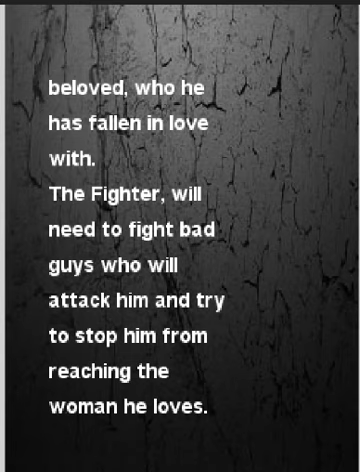 beloved, who he
has fallen in love
with.
The Fighter, will
need to fight bad
guys who will
attack him and try
to stop him from
reaching the
woman he loves.